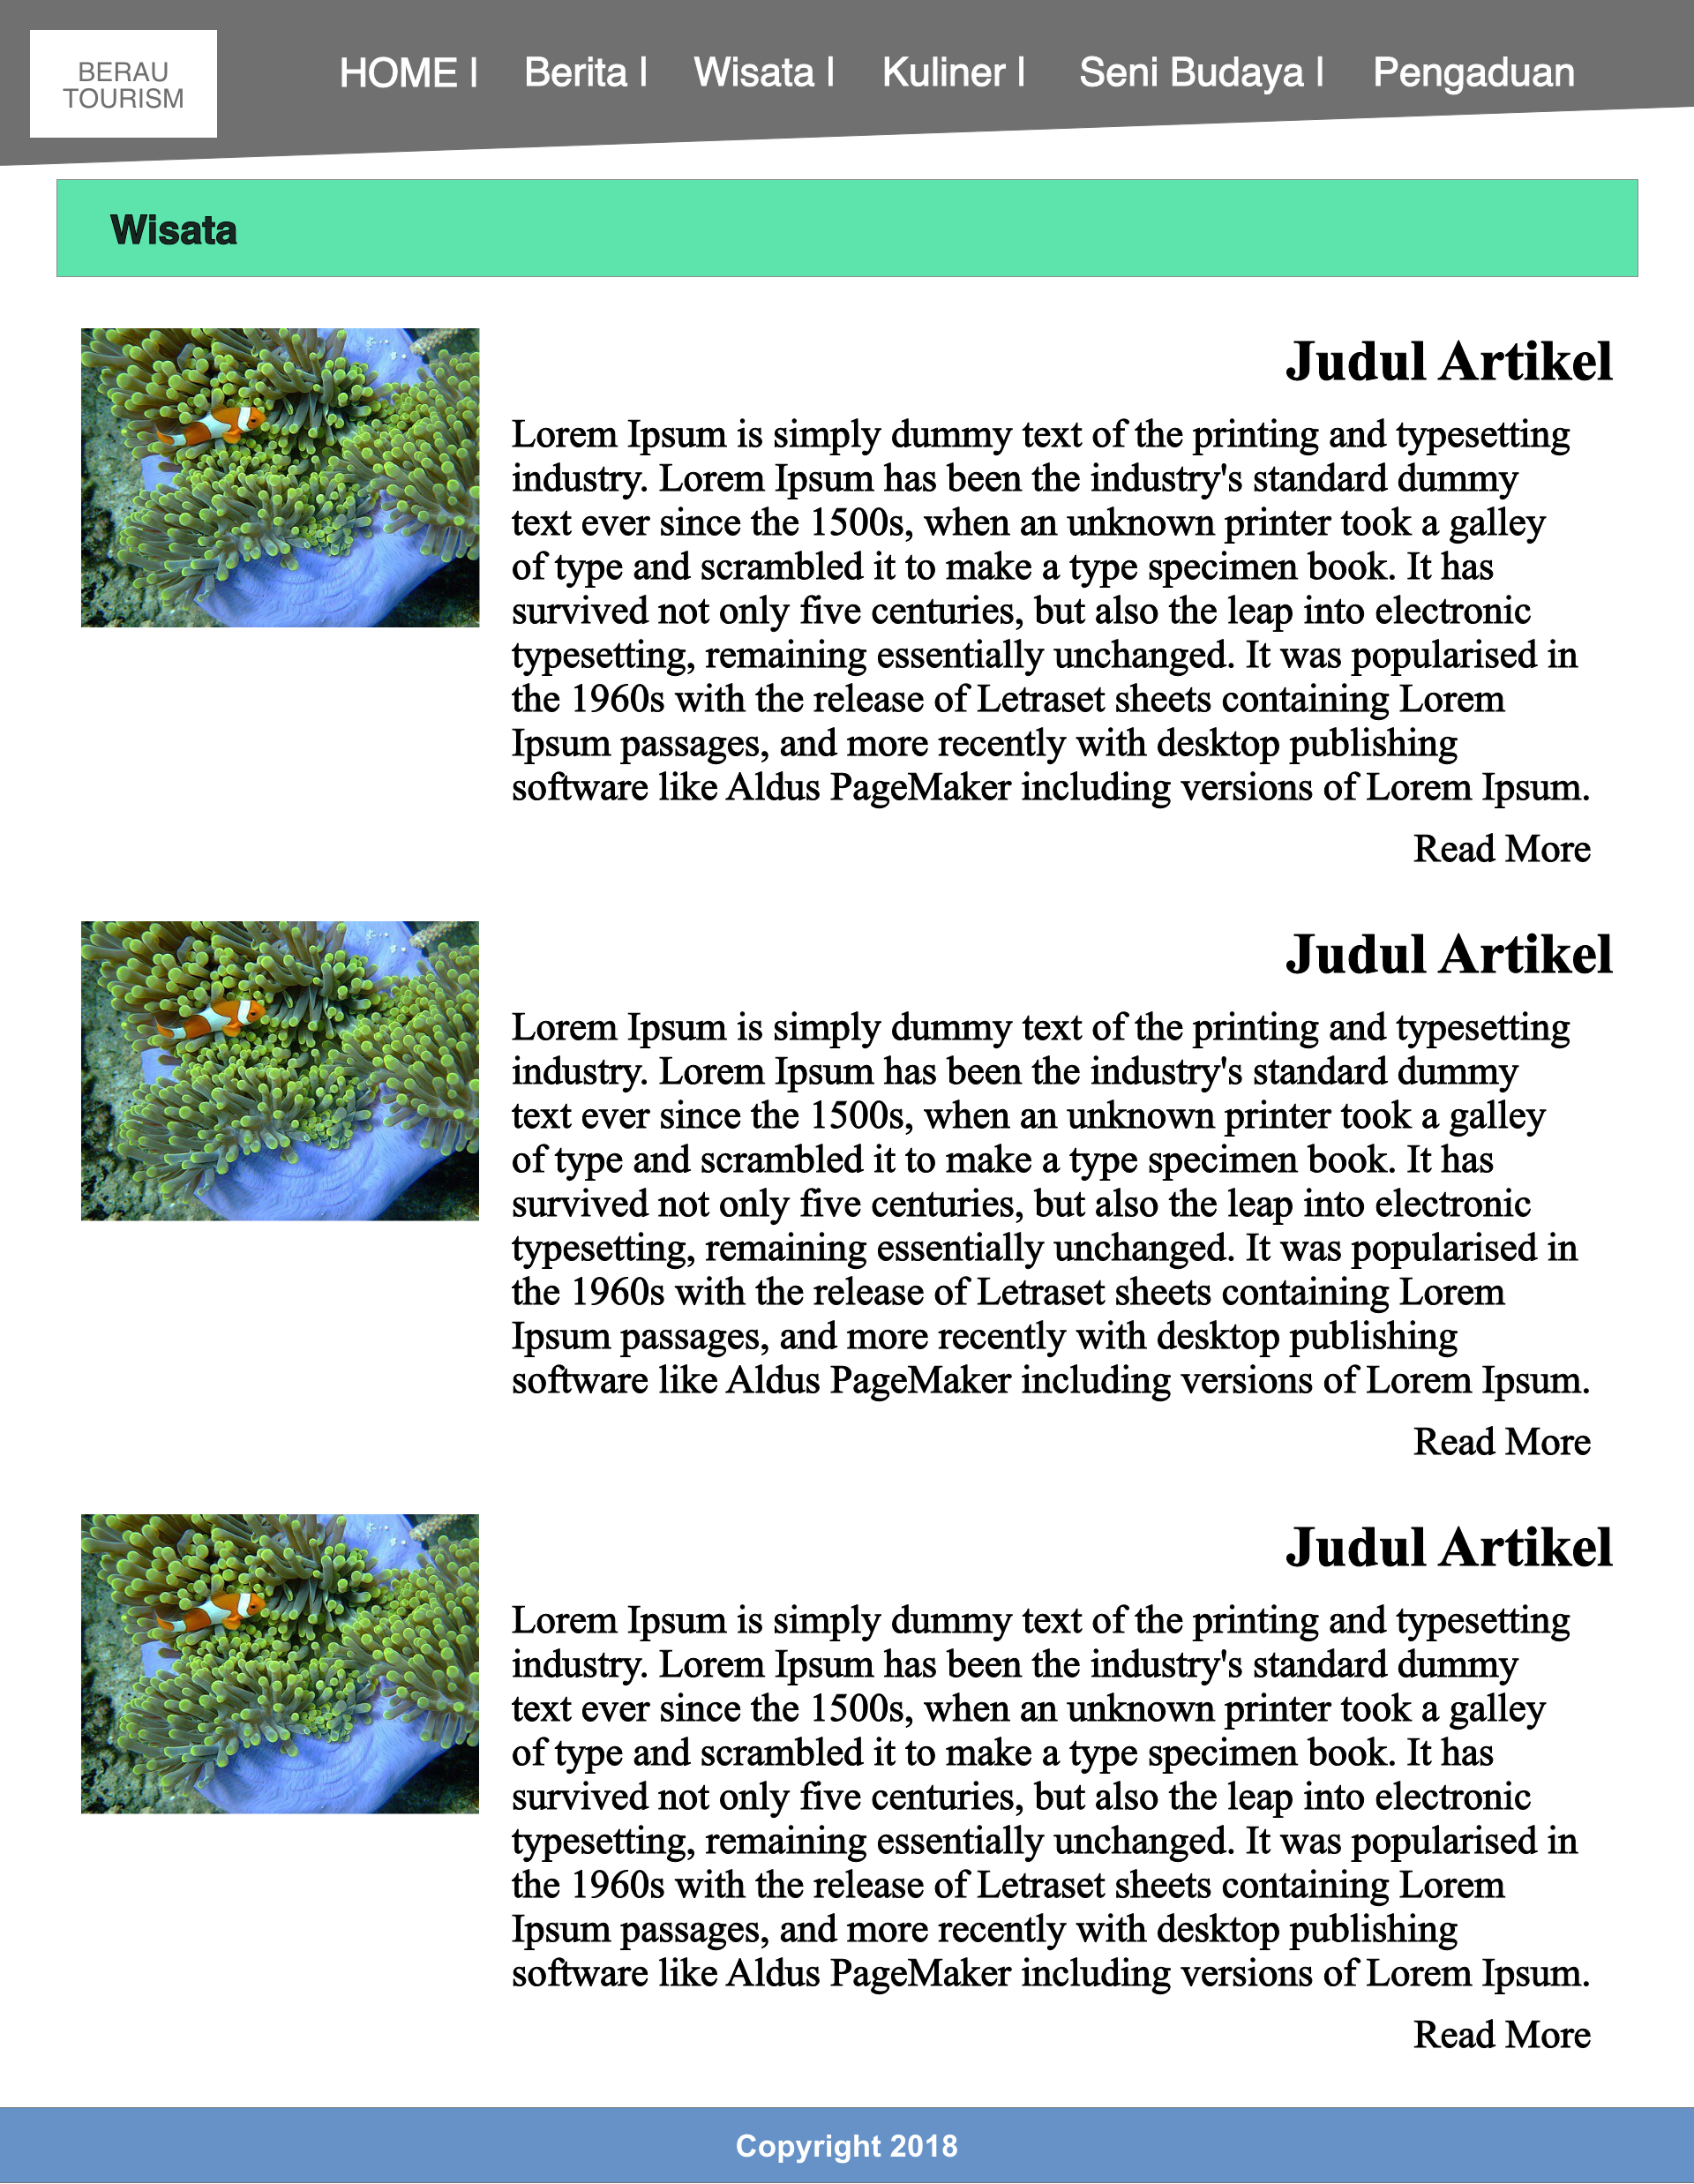 BERAU
TOURISM
HOME | Berita | Wisata | Kuliner | Seni Budaya | Pengaduan
Wisata
Judul Artikel
Lorem Ipsum is simply dummy text of the printing and typesetting
industry. Lorem Ipsum has been the industry's standard dummy
text ever since the 1500s, when an unknown printer took a galley
of type and scrambled it to make a type specimen book. It has
survived not only five centuries, but also the leap into electronic
typesetting, remaining essentially unchanged. It was popularised in
the 1960s with the release of Letraset sheets containing Lorem
Ipsum passages, and more recently with desktop publishing
software like Aldus PageMaker including versions of Lorem Ipsum.
Read More
Judul Artikel
Lorem Ipsum is simply dummy text of the printing and typesetting
industry. Lorem Ipsum has been the industry's standard dummy
text ever since the 1500s, when an unknown printer took a galley
of type and scrambled it to make a type specimen book. It has
survived not only five centuries, but also the leap into electronic
typesetting, remaining essentially unchanged. It was popularised in
the 1960s with the release of Letraset sheets containing Lorem
Ipsum passages, and more recently with desktop publishing
software like Aldus PageMaker including versions of Lorem Ipsum.
Read More
Judul Artikel
Lorem Ipsum is simply dummy text of the printing and typesetting
industry. Lorem Ipsum has been the industry's standard dummy
text ever since the 1500s, when an unknown printer took a galley
of type and scrambled it to make a type specimen book. It has
survived not only five centuries, but also the leap into electronic
typesetting, remaining essentially unchanged. It was popularised in
the 1960s with the release of Letraset sheets containing Lorem
Ipsum passages, and more recently with desktop publishing
software like Aldus PageMaker including versions of Lorem Ipsum.
Read More
Copyright 2018